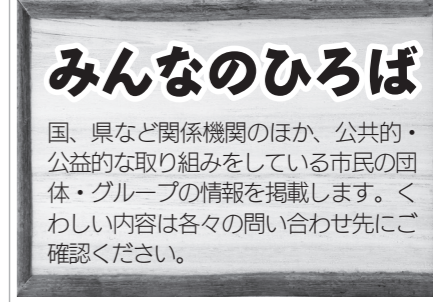 みんなのひろば
国、県など関係機関のほか、公共的・
公益的な取り組みをしている市民の団
体・グループの情報を掲載します。く
わしい内容は各々の問い合わせ先にご
確認ください。